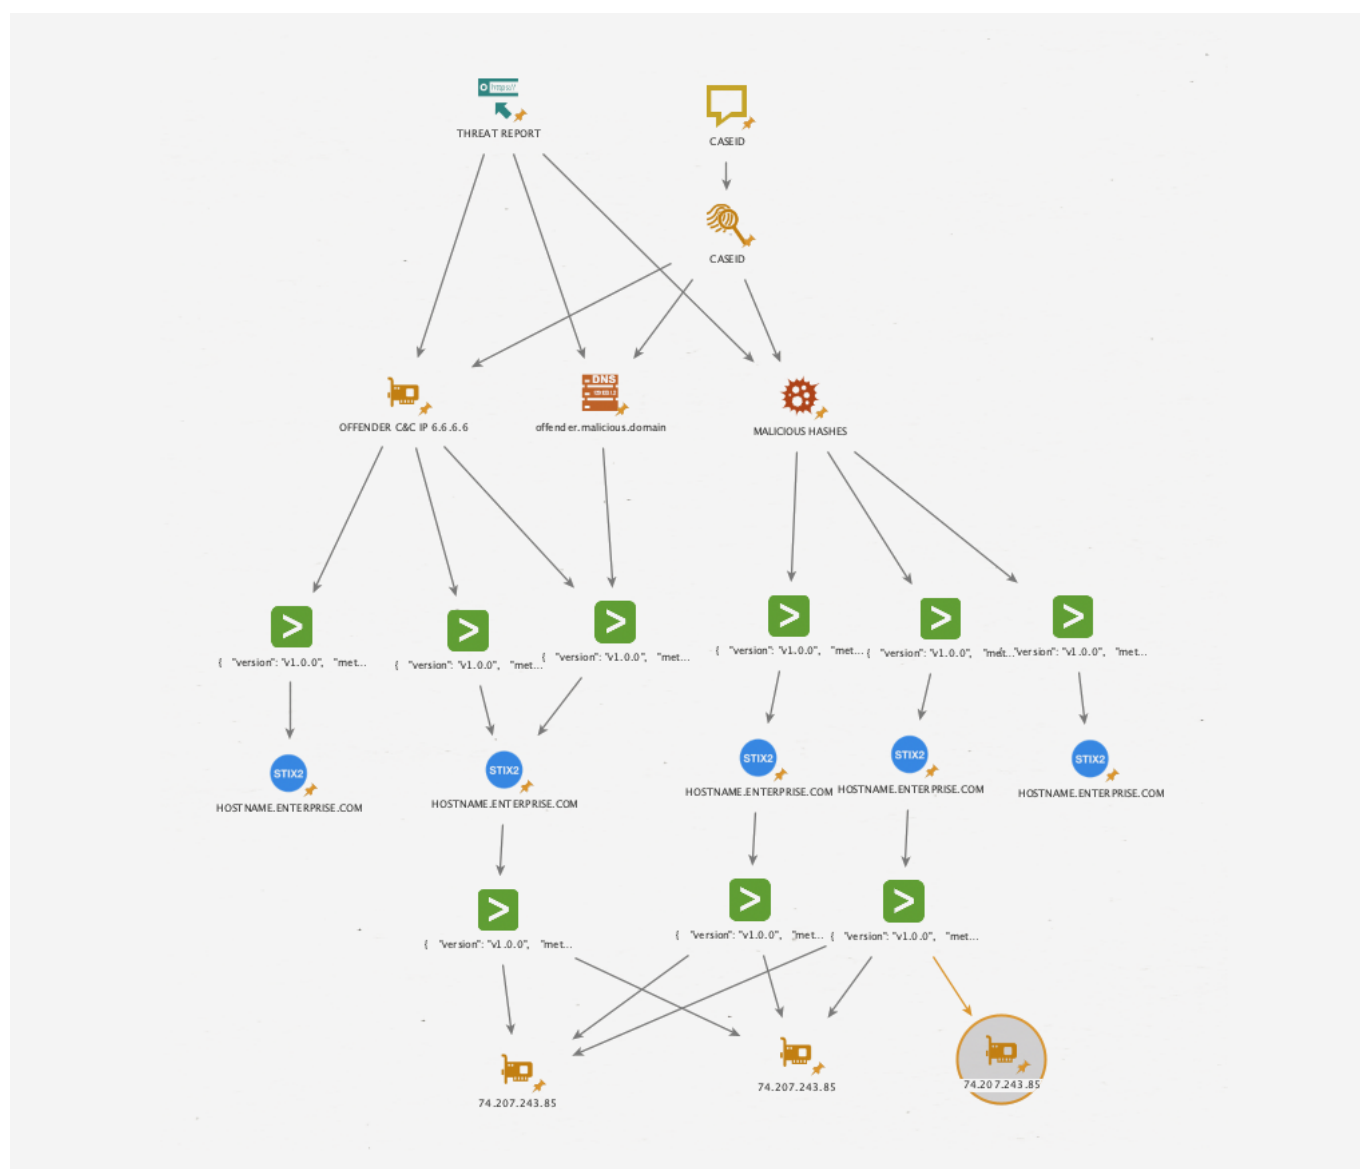 https://
THREAT REPORT
CASEID
CASEID
DNS
OFFENDER C&C IP 6.6.6.6
offender.malicious.domain
MALICIOUS HASHES
>
>
>
>
>
>
{ "version": "v1.0.0", "met...
{ "version": "v1.0.0", "met...
{ "version": "v1.0.0", "met...
{ "version": "v1.0.0", "met...
{ "version": "v1.0.0", "met...
"version": "v1.0.0", "met...
STIX2
STIX2
STIX2
STIX2
STIX2
HOSTNAME.ENTERPRISE.COM
HOSTNAME.ENTERPRISE.COM
HOSTNAME.ENTERPRISE.COM
HOSTNAME.ENTERPRISE.COM
HOSTNAME.ENTERPRISE.COM
>
>
>
{ "version": "v1.0.0", "met...
{ "version": "v1.0.0", "met...
{ "version": "v1.0.0", "met...
74.207.243.85
74.207.243.85
74.207.243.85